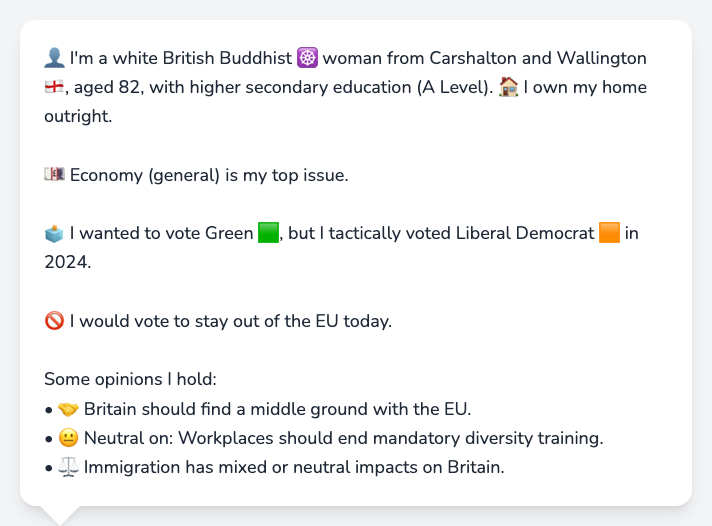 👤 I'm a white British Buddhist ☸️ woman from Carshalton and Wallington
🏴󠁧󠁢󠁥󠁮󠁧󠁿, aged 82, with higher secondary education (A Level). 🏠 I own my home
outright.
💷 Economy (general) is my top issue.
🗳️ I wanted to vote Green 🟩, but I tactically voted Liberal Democrat 🟧 in
2024.
🚫 I would vote to stay out of the EU today.
Some opinions I hold:
• 🤝 Britain should find a middle ground with the EU.
• 😐 Neutral on: Workplaces should end mandatory diversity training.
• ⚖️ Immigration has mixed or neutral impacts on Britain.